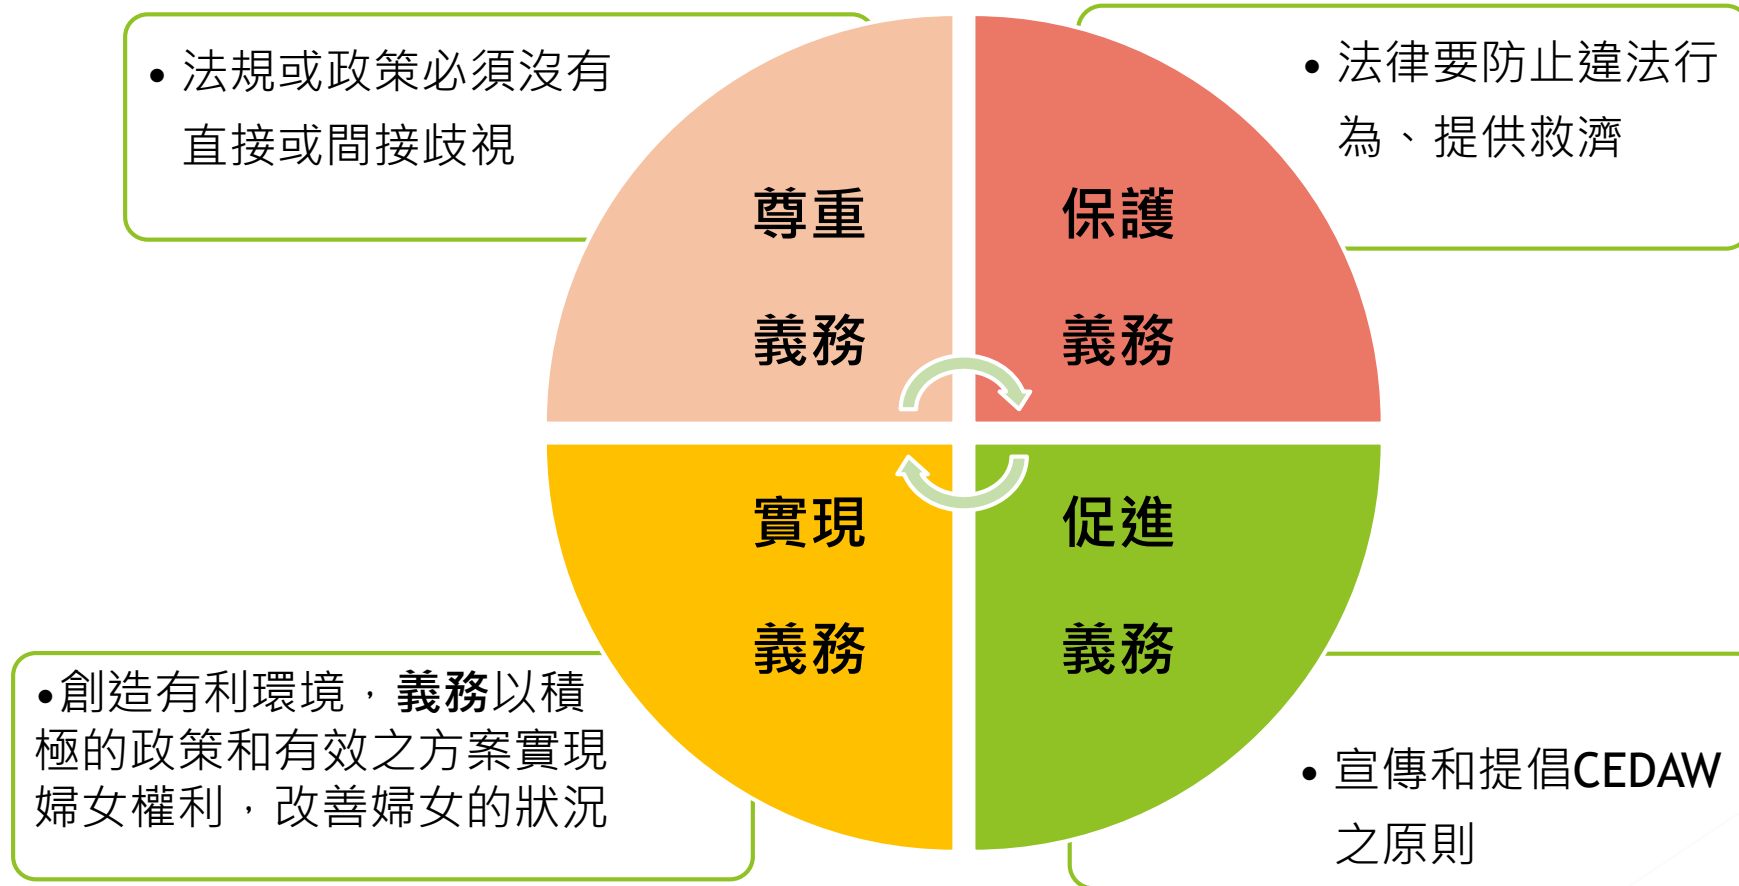 • 法規或政策必須沒有
直接或間接歧視
• 法律要防止違法行
為、提供救濟
尊重
義務
保護
義務
實現
義務
促進
義務
•創造有利環境，義務以積
極的政策和有效之方案實現
婦女權利，改善婦女的狀況
• 宣傳和提倡CEDAW
之原則